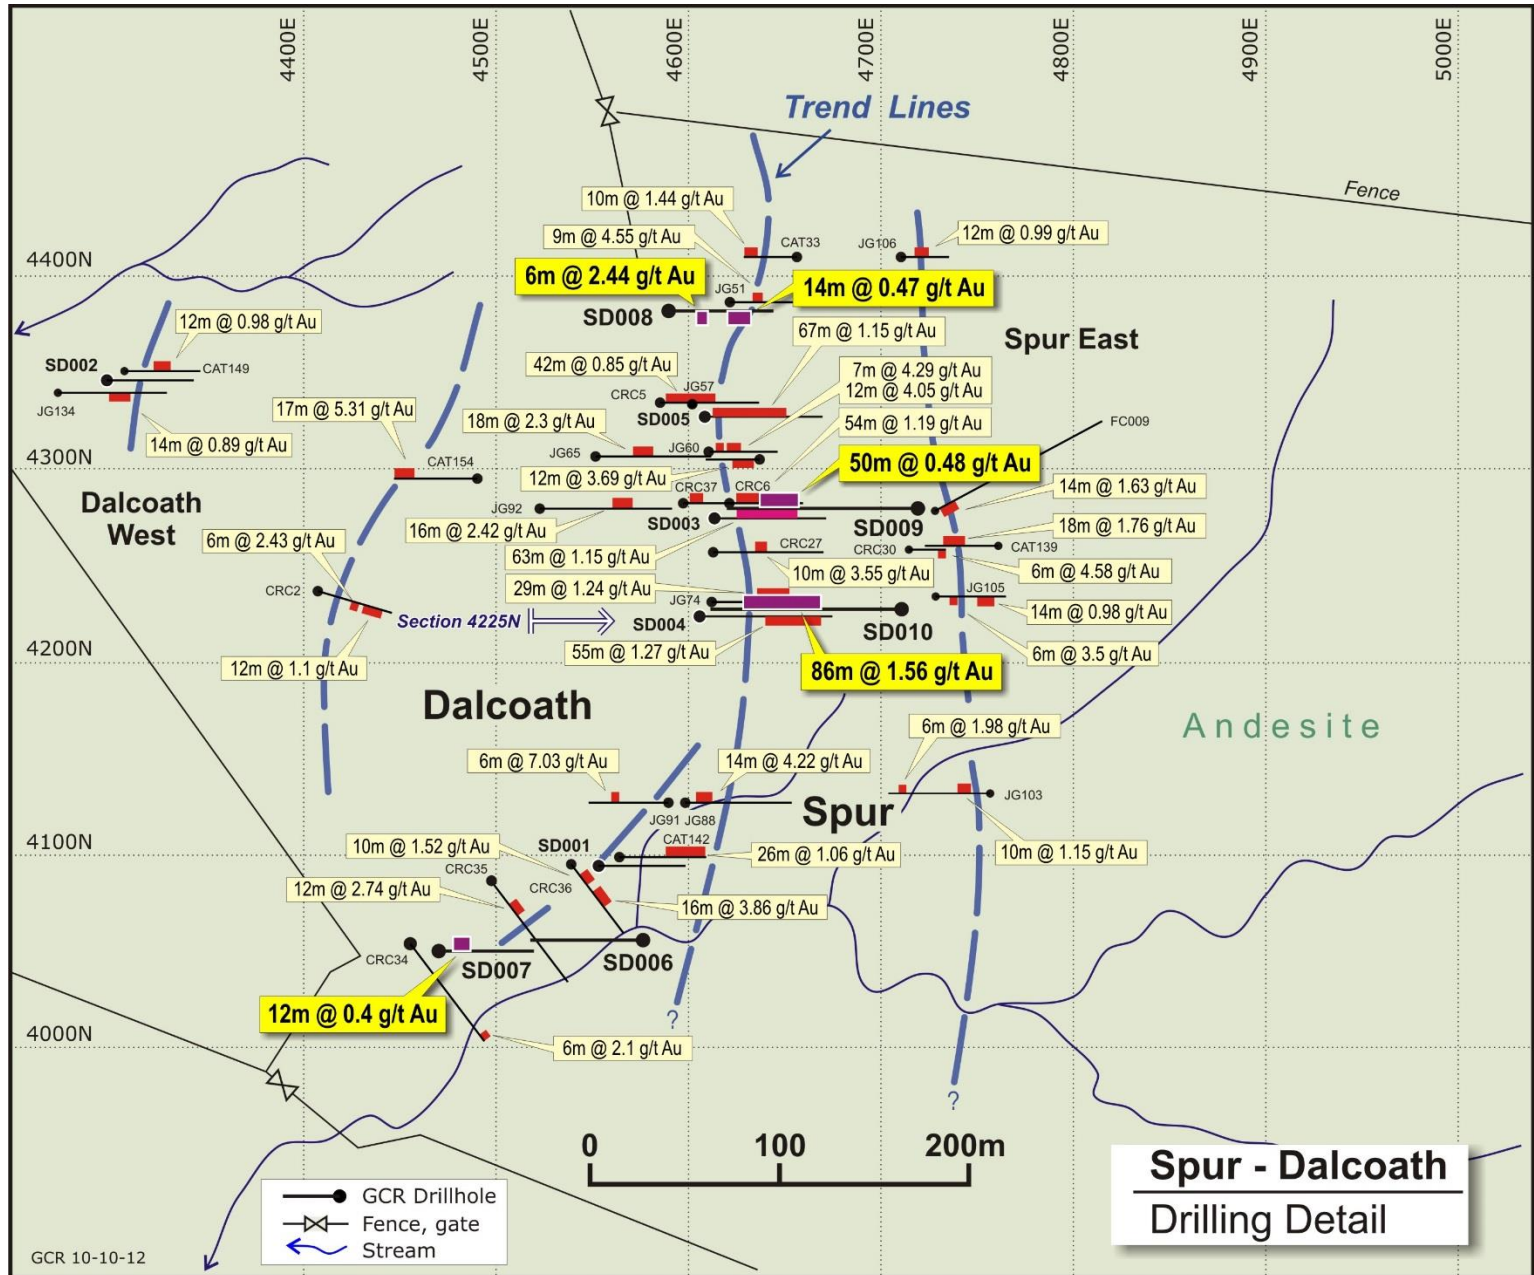 4400E
4500E
4600E
4700E
4800E
4900E
5000E
Trend Lines
Fence
10m @ 1.44 g/t Au
9m @ 4.55 g/t Au
CAT33
JG106
12m @ 0.99 g/t Au
4400N
6m @ 2.44 g/t Au
JG51
14m @ 0.47 g/t Au
SD008
12m @ 0.98 g/t Au
67m @ 1.15 g/t Au
Spur East
SD002
CAT149
42m @ 0.85 g/t Au
7m @ 4.29 g/t Au
12m @ 4.05 g/t Au
JG134
CRC5
JG57
SD005
17m @ 5.31 g/t Au
14m @ 0.89 g/t Au
18m @ 2.3 g/t Au
54m @ 1.19 g/t Au
FC009
4300N
CAT154
JG65
JG60
50m @ 0.48 g/t Au
12m @ 3.69 g/t Au
Dalcoath
West
CRC37
CRC6
14m @ 1.63 g/t Au
JG92
16m @ 2.42 g/t Au
SD003
SD009
18m @ 1.76 g/t Au
6m @ 2.43 g/t Au
63m @ 1.15 g/t Au
CRC27
CRC30
CAT139
10m @ 3.55 g/t Au
6m @ 4.58 g/t Au
CRC2
29m @ 1.24 g/t Au
JG105
JG74
14m @ 0.98 g/t Au
Section 4225N
SD004
SD010
4200N
12m @ 1.1 g/t Au
55m @ 1.27 g/t Au
86m @ 1.56 g/t Au
6m @ 3.5 g/t Au
Dalcoath
Andesite
6m @ 1.98 g/t Au
6m @ 7.03 g/t Au
14m @ 4.22 g/t Au
Spur
JG103
JG91
JG88
4100N
CAT142
10m @ 1.52 g/t Au
SD001
26m @ 1.06 g/t Au
10m @ 1.15 g/t Au
CRC35
12m @ 2.74 g/t Au
CRC36
16m @ 3.86 g/t Au
CRC34
SD007
SD006
12m @ 0.4 g/t Au
?
4000N
6m @ 2.1 g/t Au
?
0
100
200m
Spur - Dalcoath
Drilling Detail
GCR Drillhole
Fence, gate
Stream
GCR 10-10-12